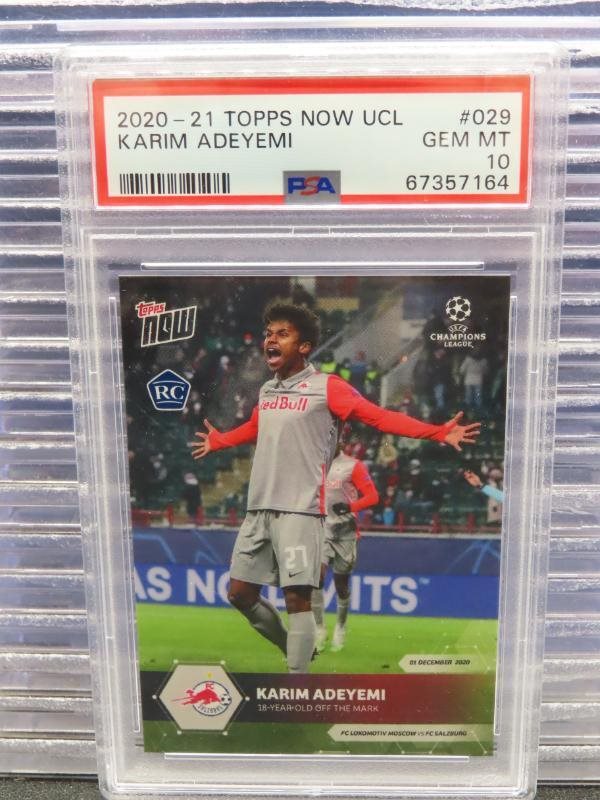 2020-21 TOPPS NOW UCL #029
KARIM ADEYEMI GEM MT
10
PSA 67357164
topps NOW
UEFA
CHAMPIONS
LEAGUE
RC
Red Bull
27
AS NO LIMITS
01 DECEMBER 2020
FC
SALZBURG
KARIM ADEYEMI
18-YEAR-OLD OFF THE MARK
FC LOKOMOTIV MOSCOW vs FC SALZBURG